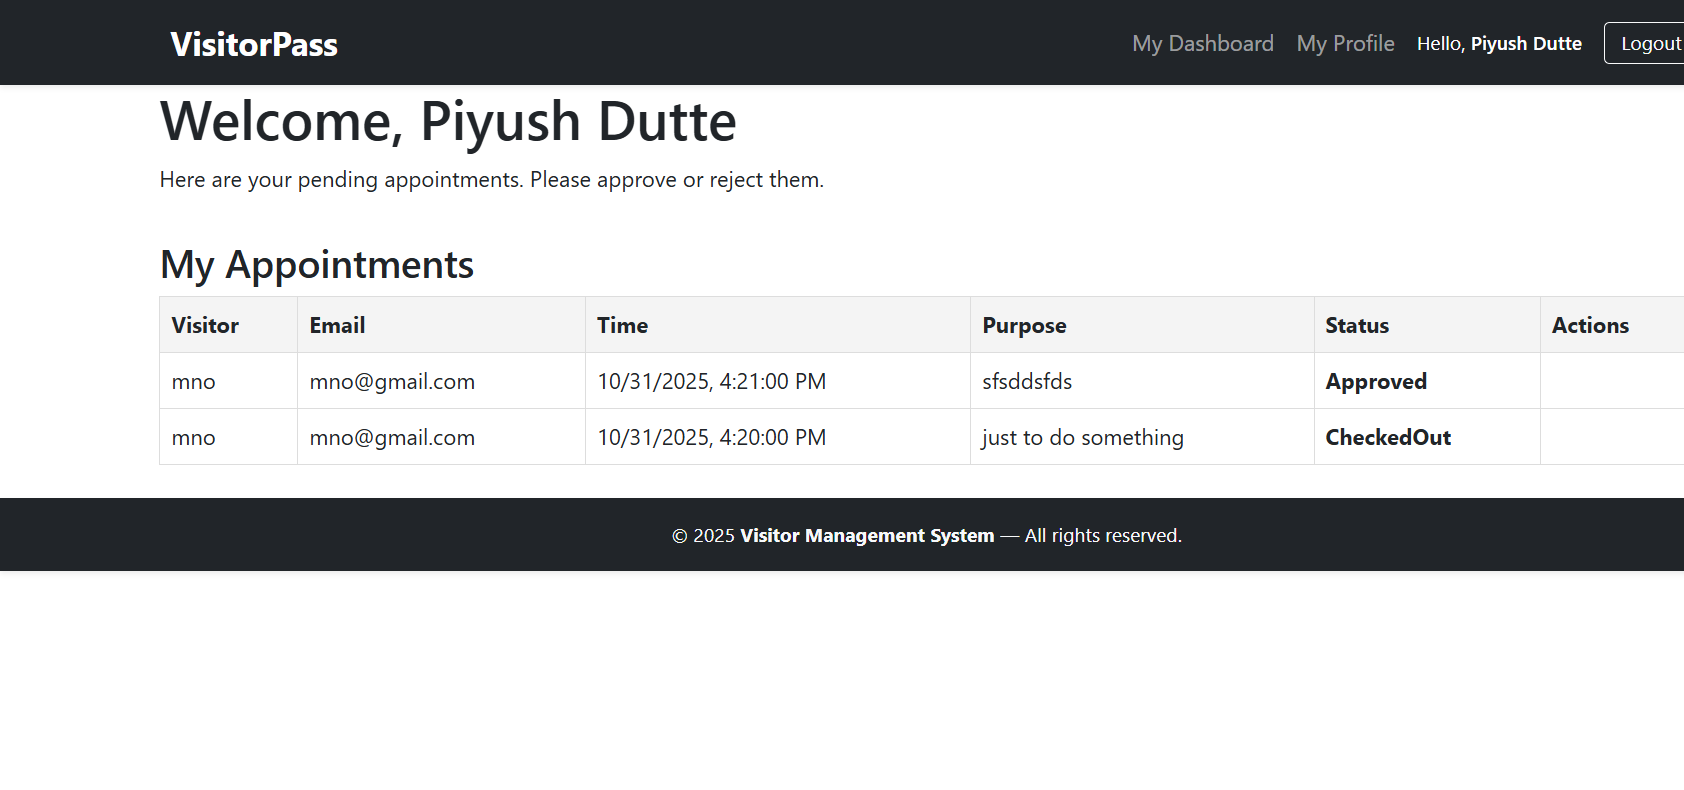 VisitorPass My Dashboard My Profile Hello, Piyush Dutte Logout
Welcome, Piyush Dutte
Here are your pending appointments. Please approve or reject them.
My Appointments
Visitor Email Time Purpose Status Actions
mno mno@gmail.com 10/31/2025, 4:21:00 PM sfsddsfds Approved
mno mno@gmail.com 10/31/2025, 4:20:00 PM just to do something CheckedOut
© 2025 Visitor Management System — All rights reserved.